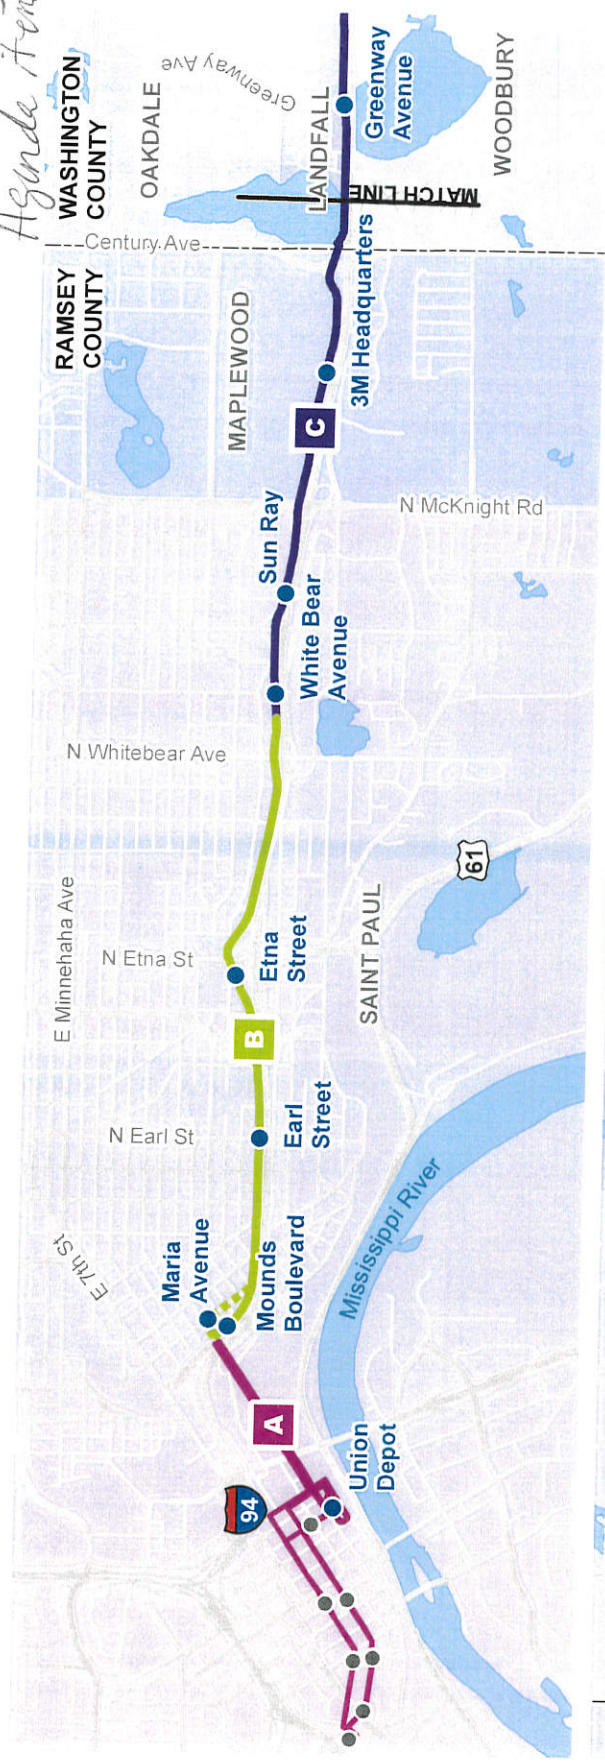 Agenda
WASHINGTON
COUNTY
RAMSEY
COUNTY
OAKDALE
Greenway Ave
Century Ave
LANDFALL
Greenway
Avenue
WOODBURY
MATCH LINE
MAPLEWOOD
3M Headquarters
C
N McKnight Rd
Sun Ray
White Bear
Avenue
N Whitebear Ave
E Minnehaha Ave
N Etna St
Etna
Street
SAINT PAUL
61
B
N Earl St
Earl
Street
E 7th St
Maria
Avenue
Mounds
Boulevard
Mississippi River
A
94
Union
Depot